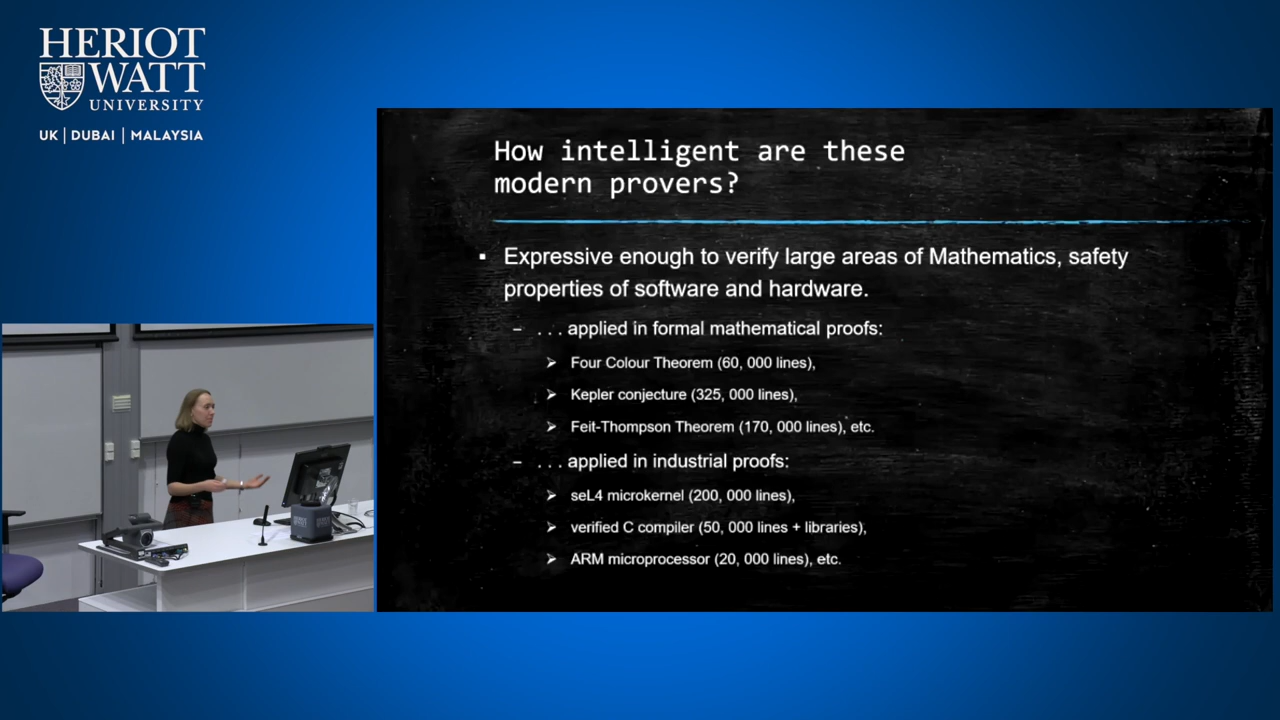 HERIOT
WATT
UNIVERSITY
UK | DUBAI | MALAYSIA
How intelligent are these
modern provers?
▪ Expressive enough to verify large areas of Mathematics, safety
properties of software and hardware.
– . . . applied in formal mathematical proofs:
➢ Four Colour Theorem (60, 000 lines),
➢ Kepler conjecture (325, 000 lines),
➢ Feit-Thompson Theorem (170, 000 lines), etc.
– . . . applied in industrial proofs:
➢ seL4 microkernel (200, 000 lines),
➢ verified C compiler (50, 000 lines + libraries),
➢ ARM microprocessor (20, 000 lines), etc.